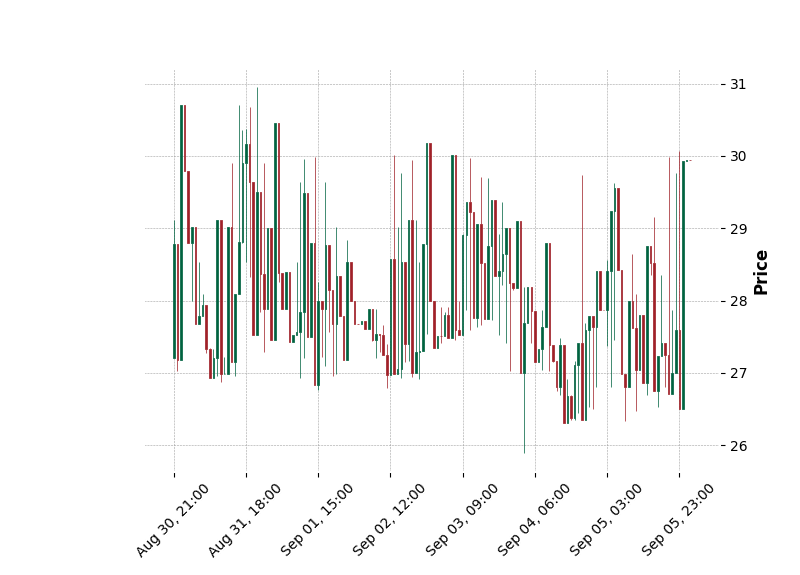 31
30
29
28
27
26
Price
Aug 30, 21:00
Aug 31, 18:00
Sep 01, 15:00
Sep 02, 12:00
Sep 03, 09:00
Sep 04, 06:00
Sep 05, 03:00
Sep 05, 23:00